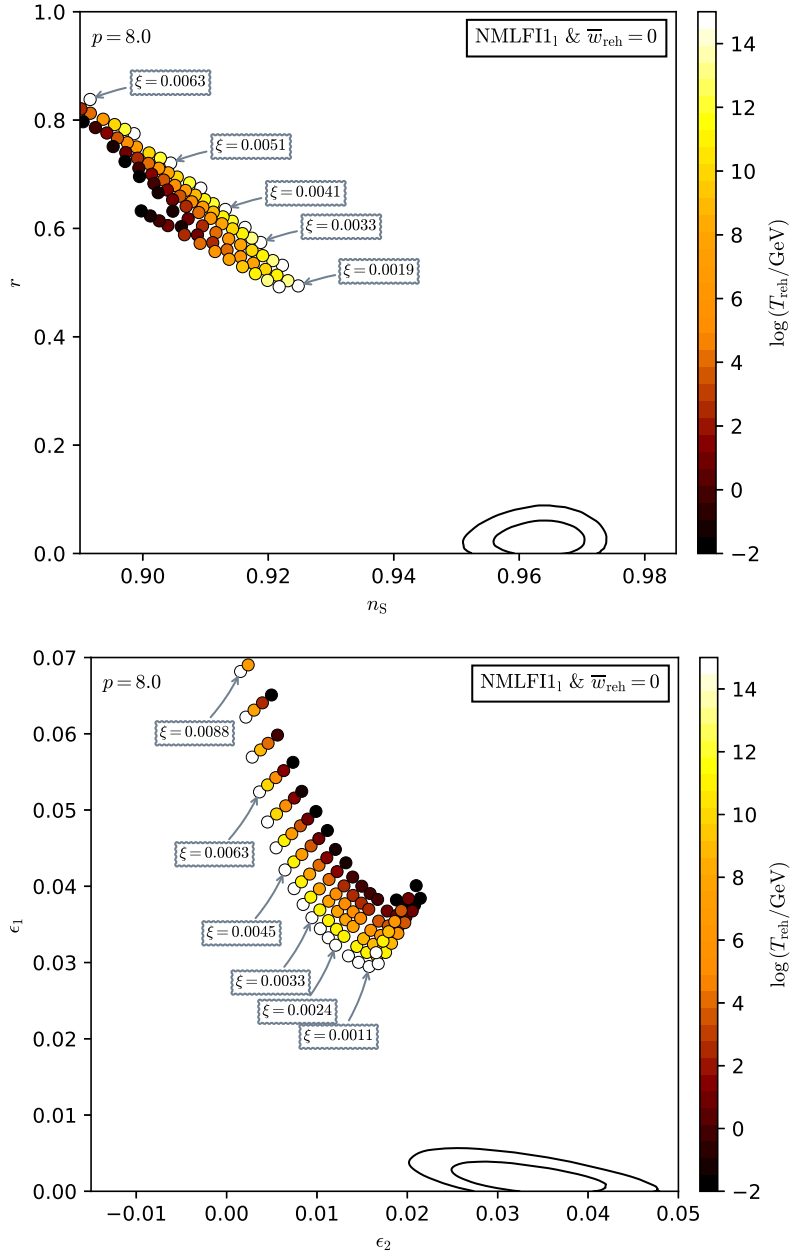 p = 8.0
NMLFI1ₗ & w̅ᵣₑₕ = 0
ξ = 0.0063
ξ = 0.0051
ξ = 0.0041
ξ = 0.0033
ξ = 0.0019
1.0
0.8
0.6
0.4
0.2
0.0
r
0.90
0.92
0.94
0.96
0.98
n_S
14
12
10
8
6
4
2
0
−2
log (T_reh/GeV)
p = 8.0
NMLFI1ₗ & w̅ᵣₑₕ = 0
ξ = 0.0088
ξ = 0.0063
ξ = 0.0045
ξ = 0.0033
ξ = 0.0024
ξ = 0.0011
0.07
0.06
0.05
0.04
0.03
0.02
0.01
0.00
ϵ₁
−0.01
0.00
0.01
0.02
0.03
0.04
0.05
ϵ₂
14
12
10
8
6
4
2
0
−2
log (T_reh/GeV)